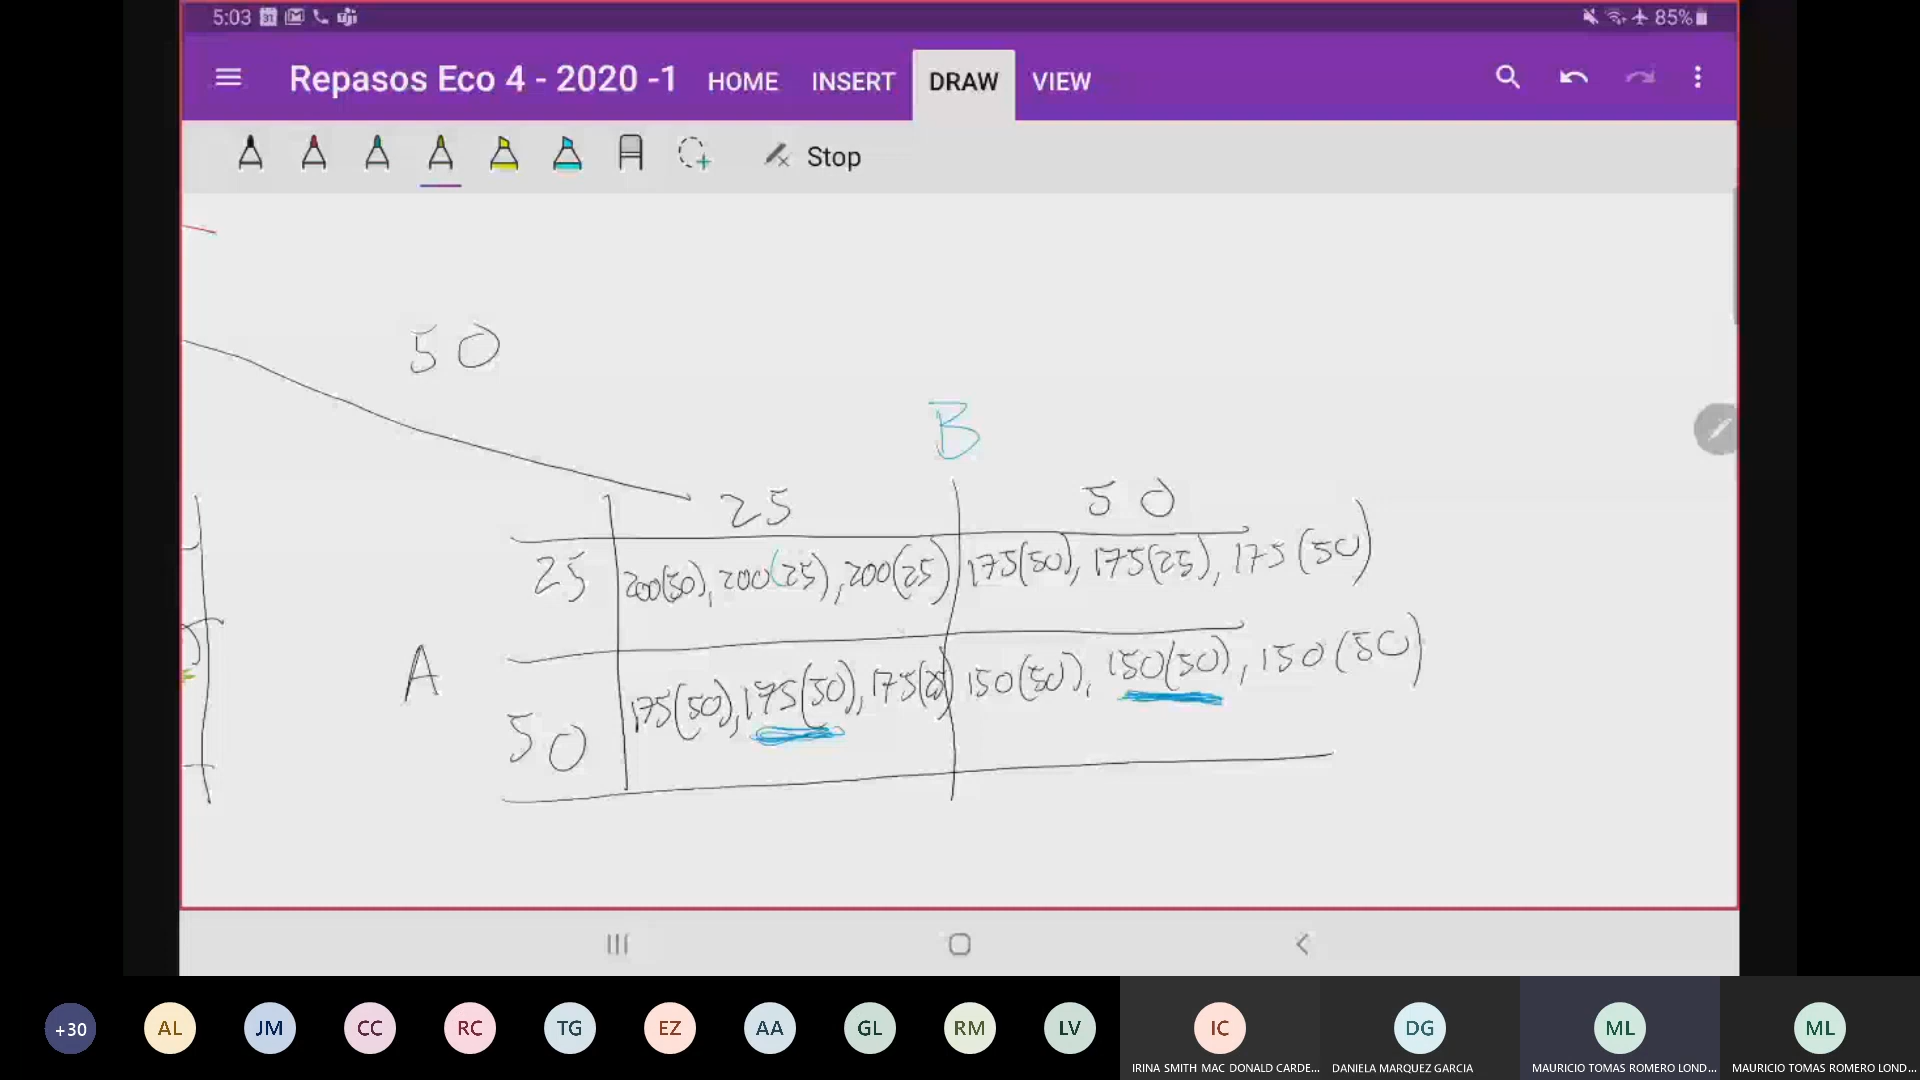 5:03 31 85%
Repasos Eco 4 - 2020 -1 HOME INSERT DRAW VIEW
Stop
50
B
25 50
25 200(50), 200(25), 200(25) 175(50), 175(25), 175(50)
A 50 175(50), 175(50), 175(25) 150(50), 150(50), 150(50)
+30 AL JM CC RC TG EZ AA GL RM LV IC DG ML ML
IRINA SMITH MAC DONALD CARDE... DANIELA MARQUEZ GARCIA MAURICIO TOMAS ROMERO LOND... MAURICIO TOMAS ROMERO LOND...